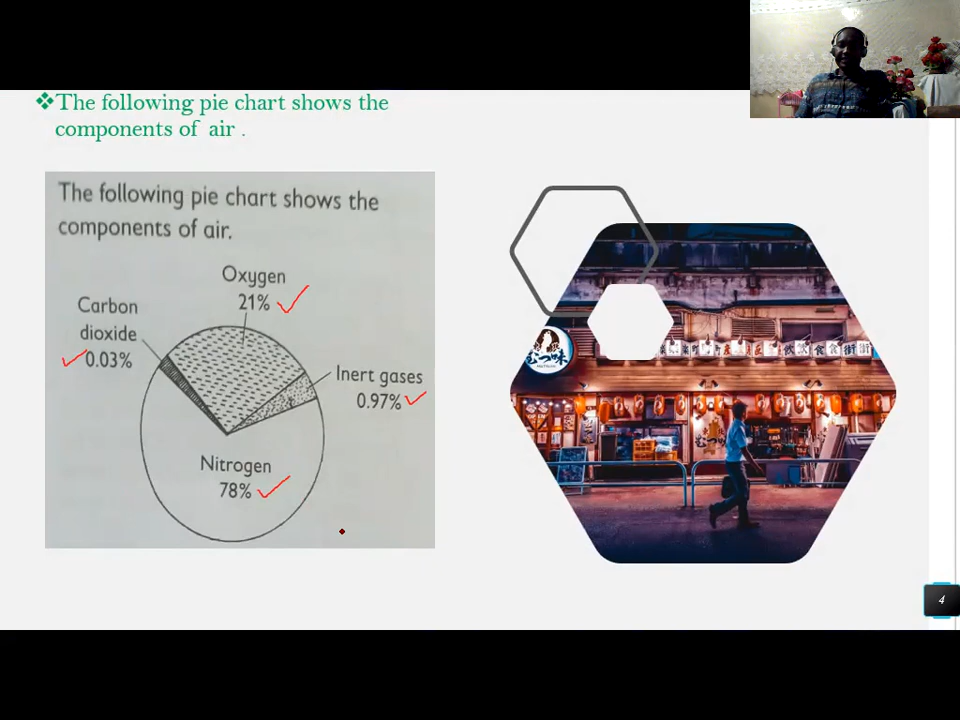 ❖The following pie chart shows the
components of air .
The following pie chart shows the
components of air.
Oxygen
21%
Carbon
dioxide
0.03%
Inert gases
0.97%
Nitrogen
78%
4